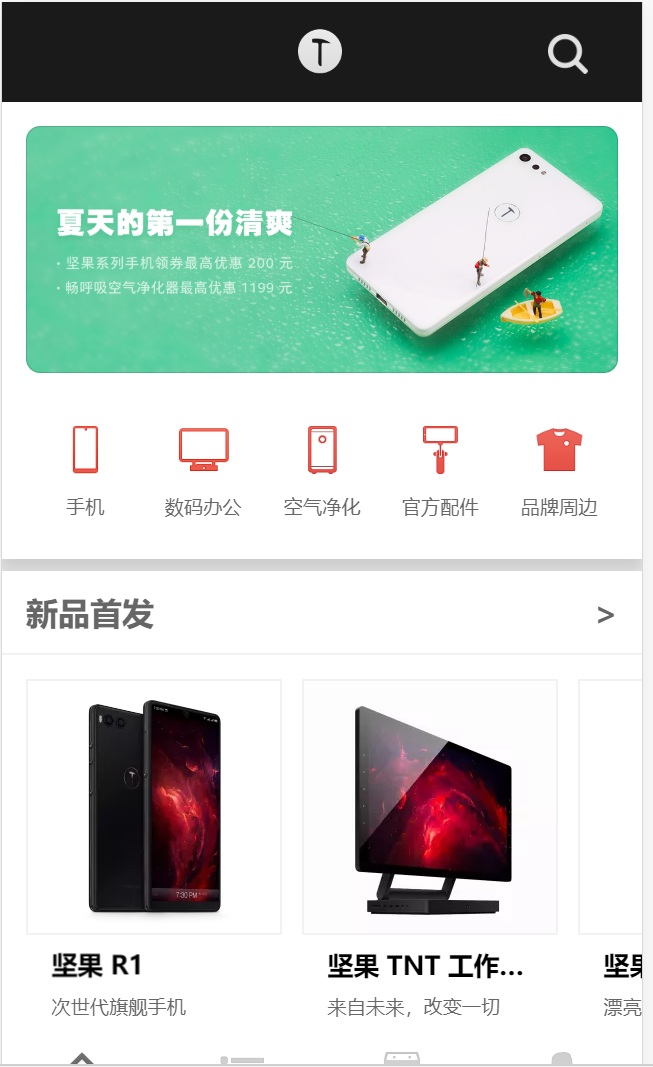 夏天的第一份清爽
· 坚果系列手机领券最高优惠 200 元
· 畅呼吸空气净化器最高优惠 1199 元
手机 数码办公 空气净化 官方配件 品牌周边
新品首发 >
7:30 PM
坚果 R1 坚果 TNT 工作... 坚
次世代旗舰手机 来自未来，改变一切 漂亮